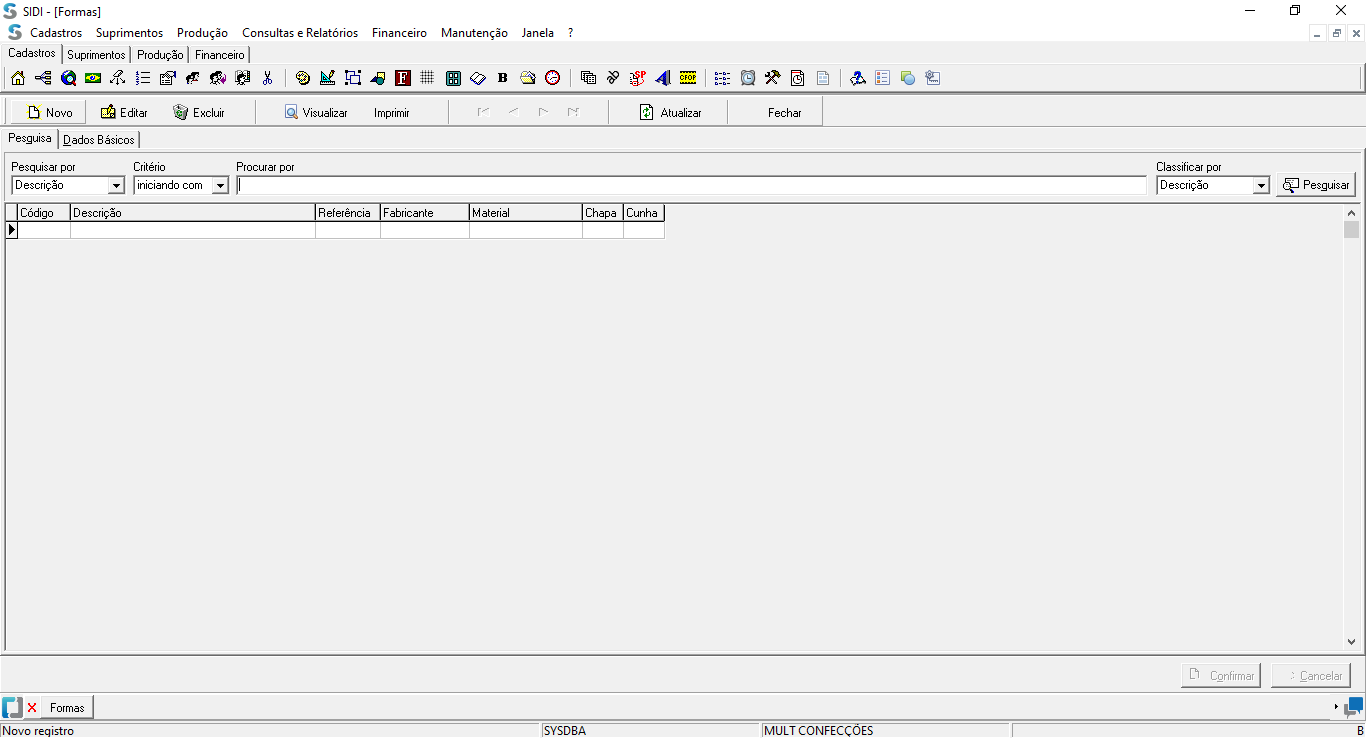 SIDI - [Formas]
Cadastros Suprimentos Produção Consultas e Relatórios Financeiro Manutenção Janela ?
Cadastros Suprimentos Produção Financeiro
F B SP CFOP
Novo Editar Excluir Visualizar Imprimir Atualizar Fechar
Pesquisa Dados Básicos
Pesquisar por Critério Procurar por Classificar por
Descrição iniciando com Descrição Pesquisar
Código Descrição Referência Fabricante Material Chapa Cunha
Confirmar Cancelar
Formas
Novo registro SYSDBA MULT CONFECÇÕES B